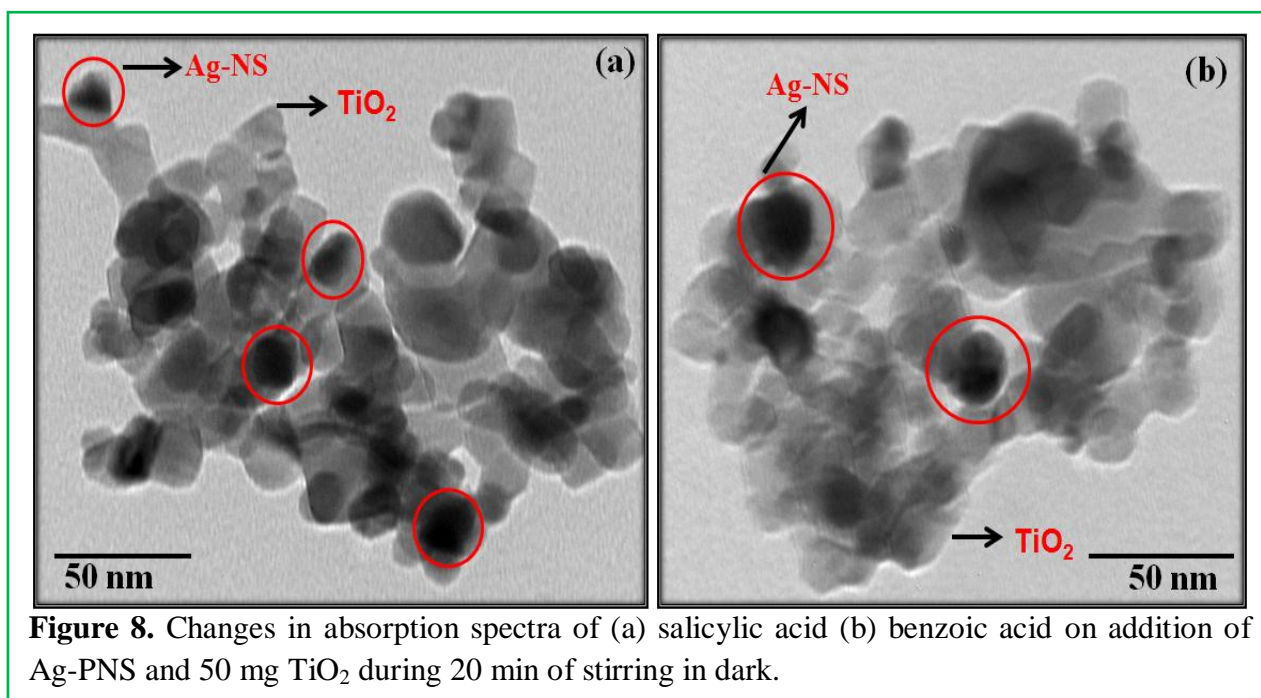 (a)
Ag-NS
TiO₂
50 nm
(b)
Ag-NS
TiO₂
50 nm
Figure 8. Changes in absorption spectra of (a) salicylic acid (b) benzoic acid on addition of
Ag-PNS and 50 mg TiO₂ during 20 min of stirring in dark.